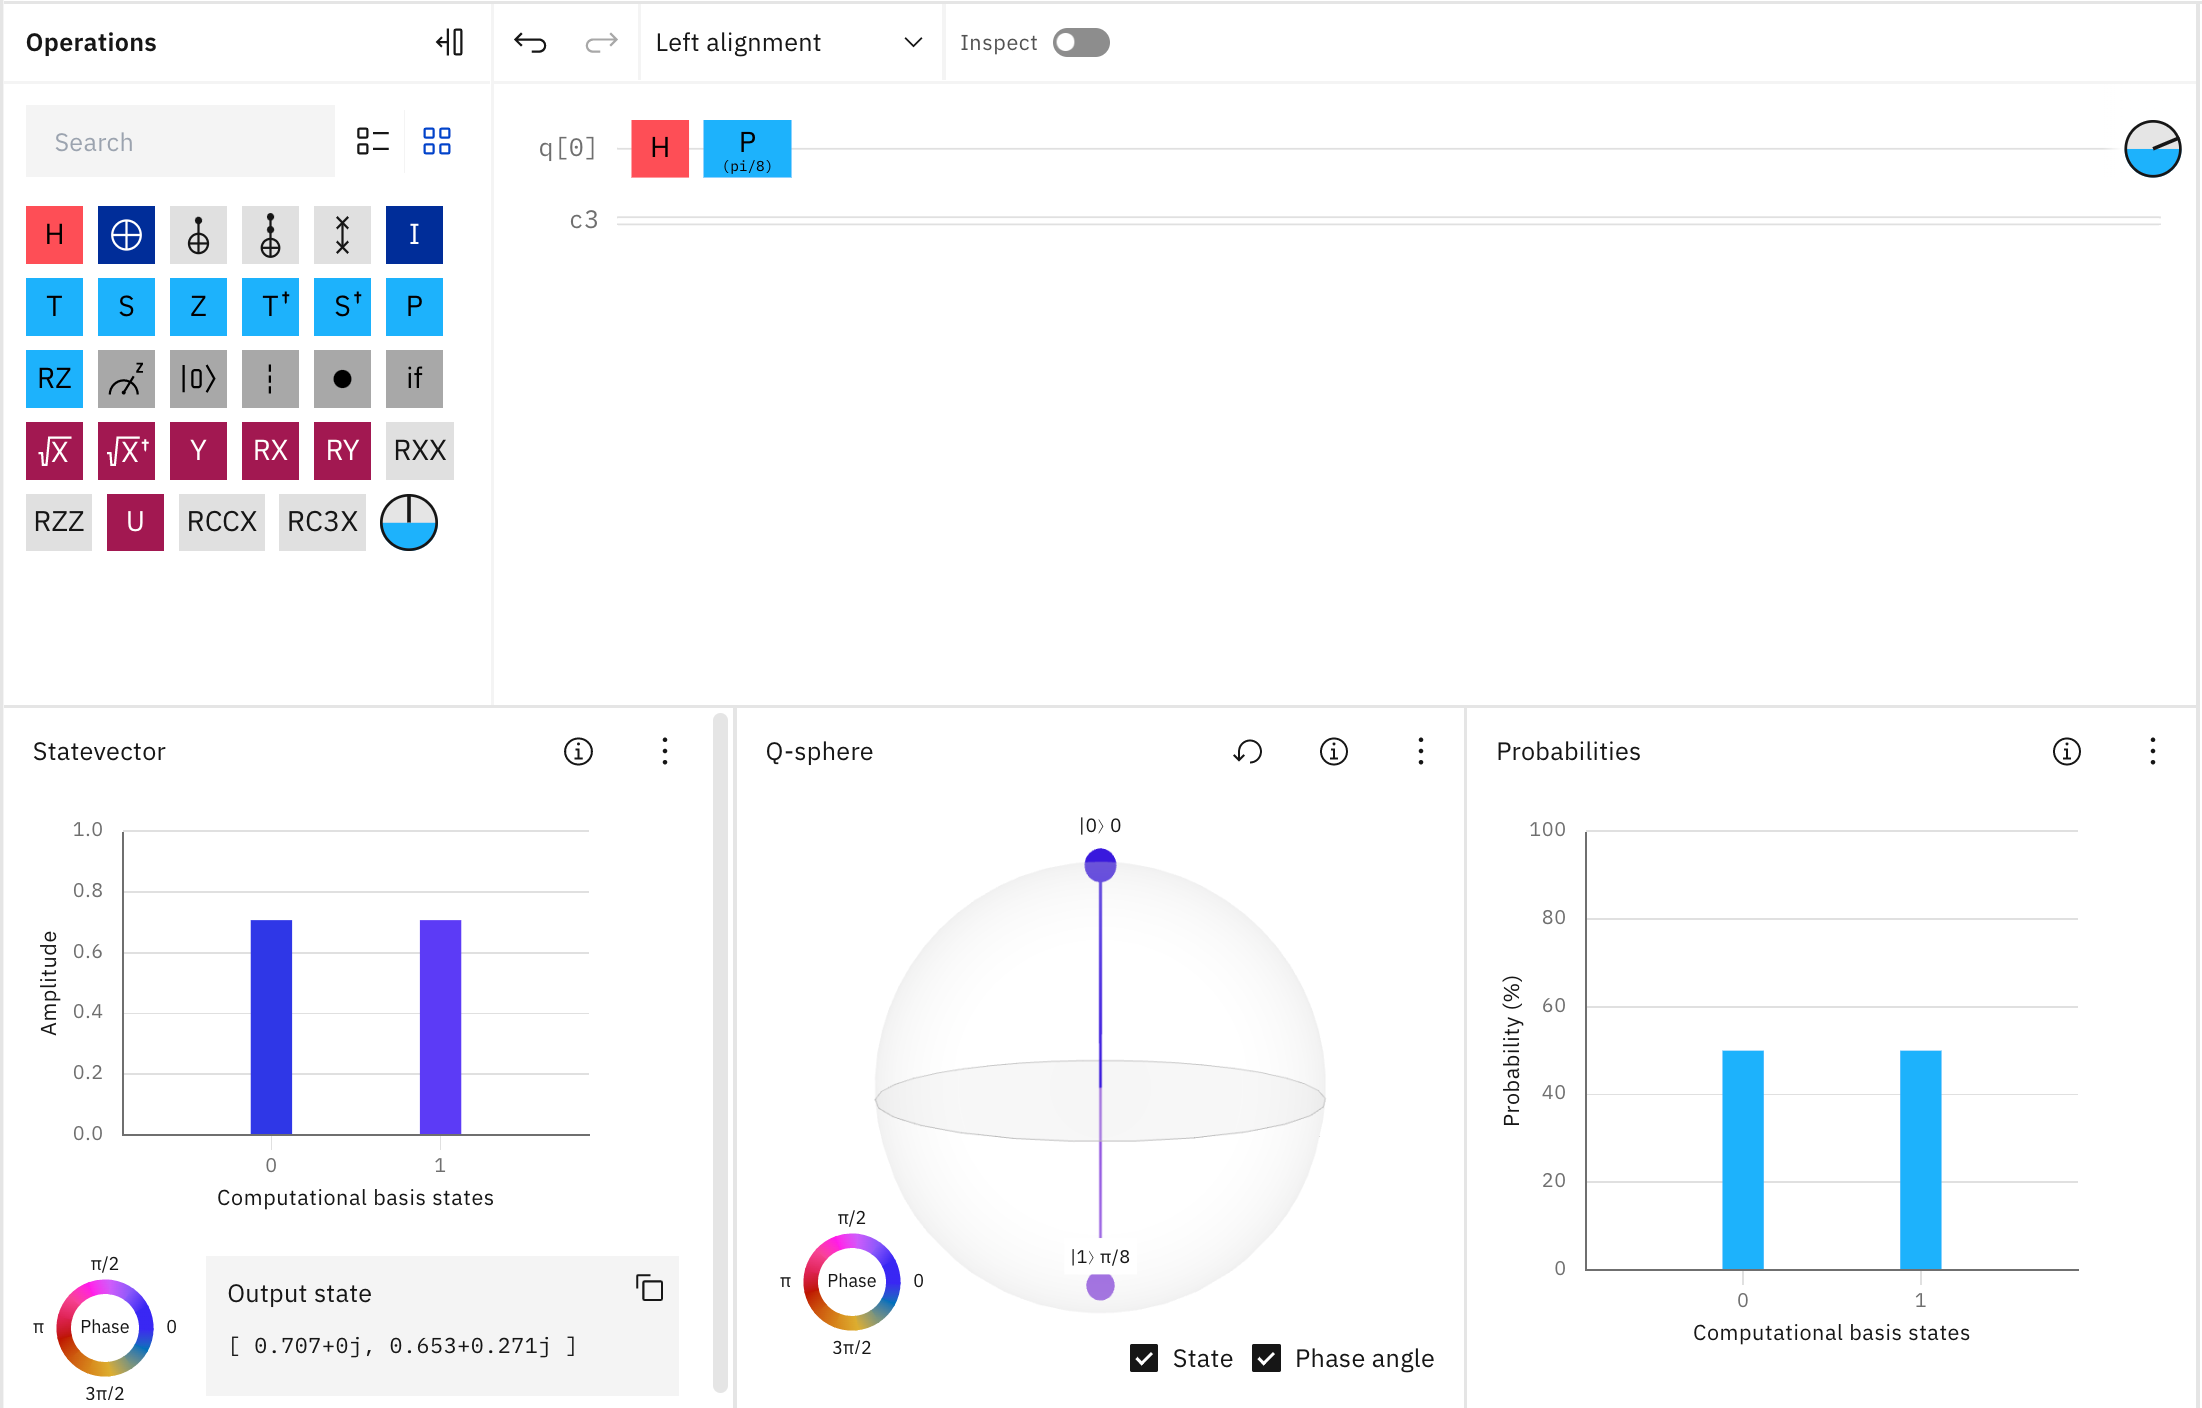 Operations
Left alignment
Inspect
Search
H
I
T S Z T† S† P
RZ z |0⟩ if
√X √X† Y RX RY RXX
RZZ U RCCX RC3X
q[0] H P
(pi/8)
c3
Statevector
1.0
0.8
0.6
0.4
0.2
0.0
Amplitude
0 1
Computational basis states
π/2
π Phase 0
3π/2
Output state
[ 0.707+0j, 0.653+0.271j ]
Q-sphere
|0⟩ 0
|1⟩ π/8
π/2
π Phase 0
3π/2
State Phase angle
Probabilities
100
80
60
40
20
0
Probability (%)
0 1
Computational basis states